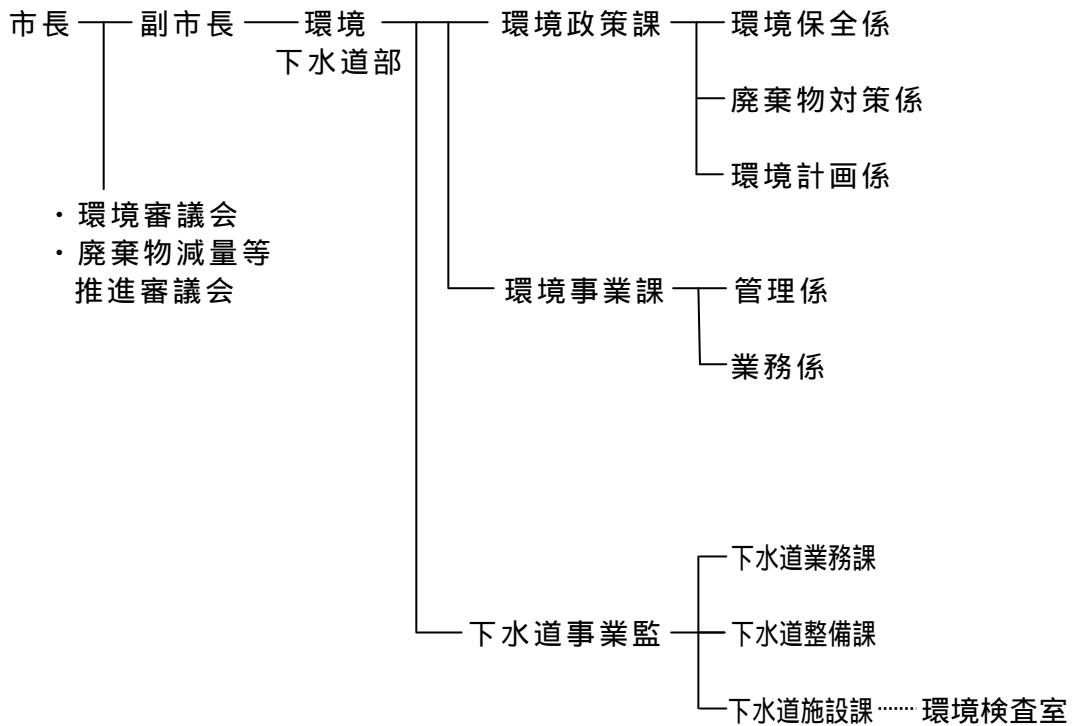 市長
副市長
環境
下水道部
環境政策課
環境保全係
廃棄物対策係
環境計画係
・環境審議会
・廃棄物減量等
推進審議会
環境事業課
管理係
業務係
下水道事業監
下水道業務課
下水道整備課
下水道施設課
環境検査室